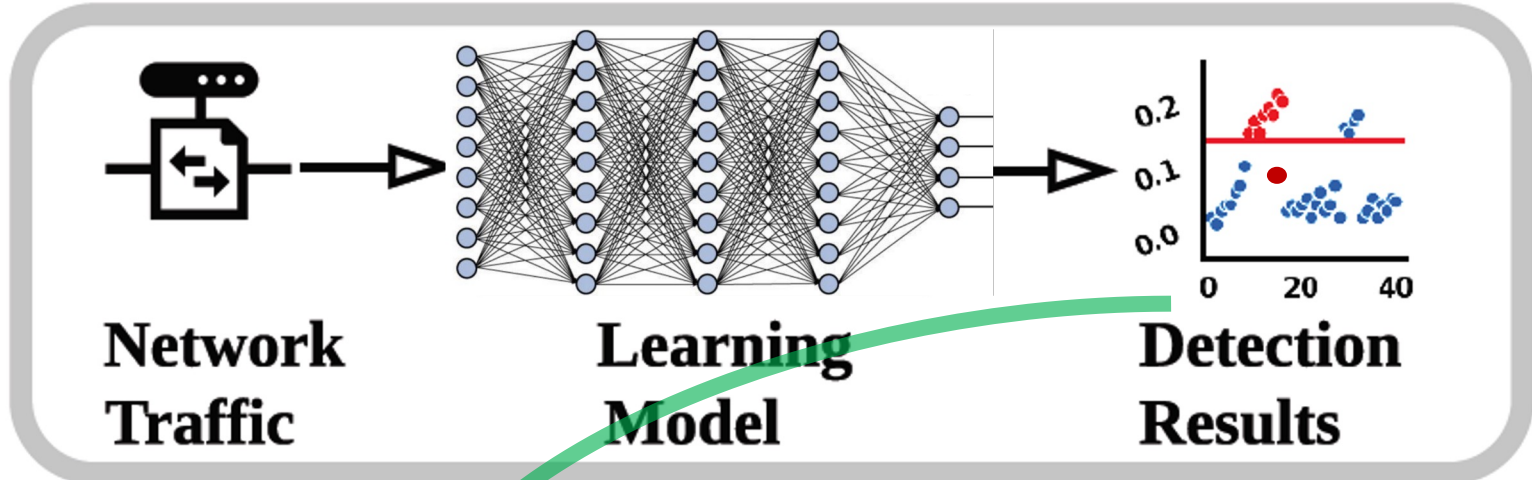 0.2
0.1
0.0
0 20 40
Network
Traffic
Learning
Model
Detection
Results